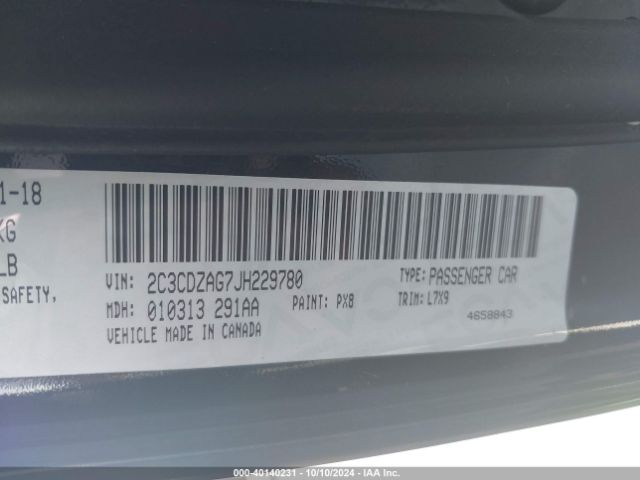 1-18
KG
LB
SAFETY.
VIN: 2C3CDZAG7JH229780
TYPE: PASSENGER CAR
MDH: 010313 291AA
PAINT: PX8
TRIM: L7X9
VEHICLE MADE IN CANADA
4658843
000-40140231 - 10/10/2024 - IAA Inc.